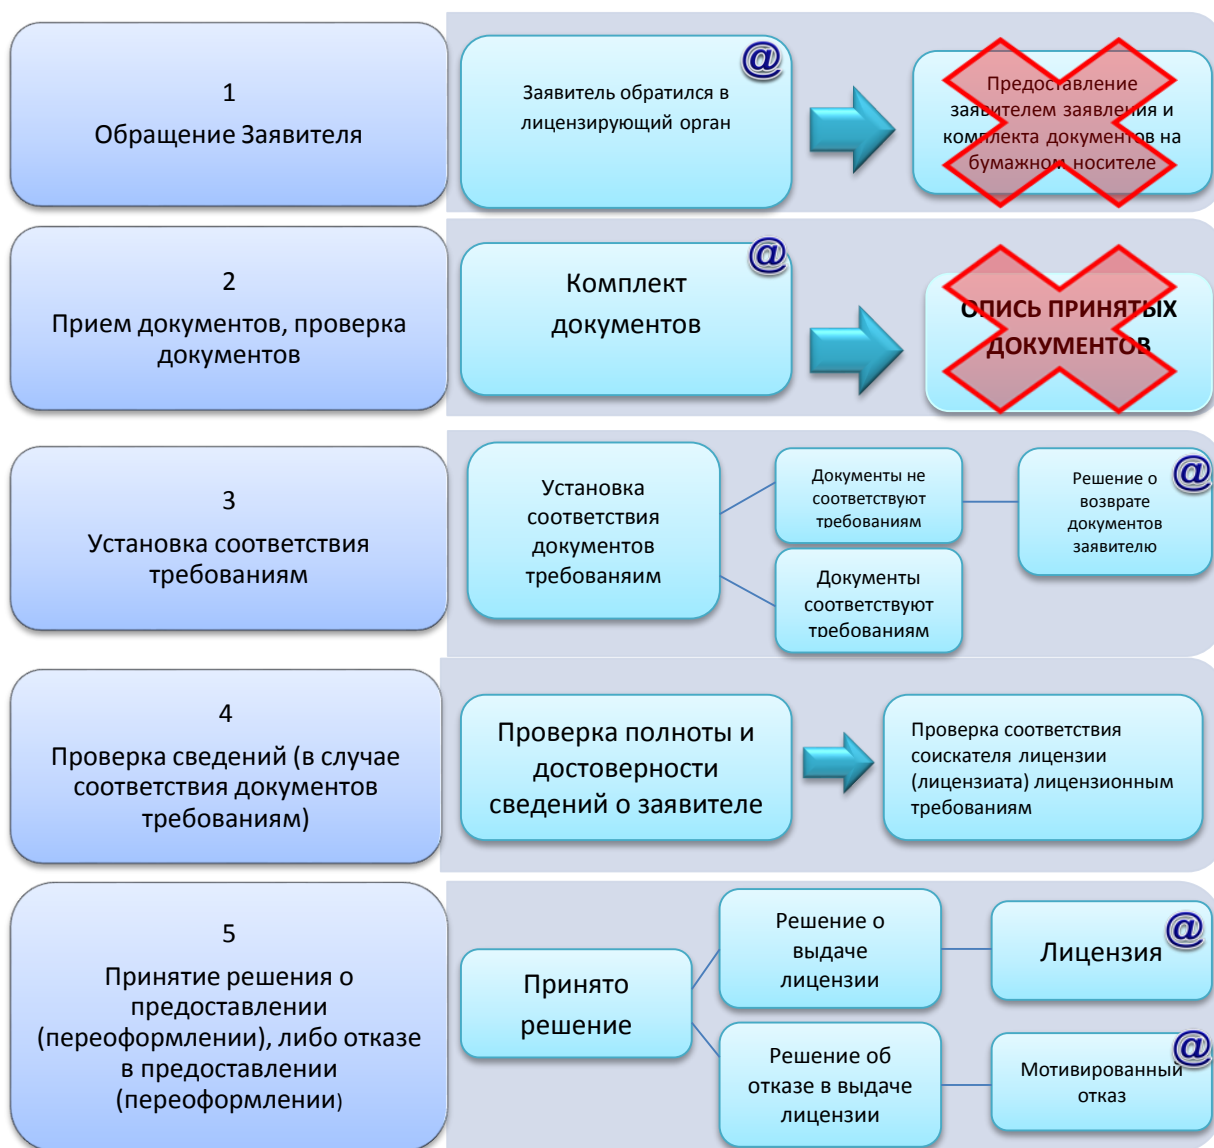 1
Обращение Заявителя
@
Заявитель обратился в
лицензирующий орган
Предоставление
заявителем заявления и
комплекта документов на
бумажном носителе
2
Прием документов, проверка
документов
@
Комплект
документов
ОПИСЬ ПРИНЯТЫХ
ДОКУМЕНТОВ
3
Установка соответствия
требованиям
Установка
соответствия
документов
требованяим
Документы не
соответствуют
требованиям
@
Решение о
возврате
документов
заявителю
Документы
соответствуют
требованиям
4
Проверка сведений (в случае
соответствия документов
требованиям)
Проверка полноты и
достоверности
сведений о заявителе
Проверка соответствия
соискателя лицензии
(лицензиата) лицензионным
требованиям
5
Принятие решения о
предоставлении
(переоформлении), либо отказе
в предоставлении
(переоформлении)
Принято
решение
Решение о
выдаче
лицензии
@
Лицензия
Решение об
отказе в выдаче
лицензии
@
Мотивированный
отказ